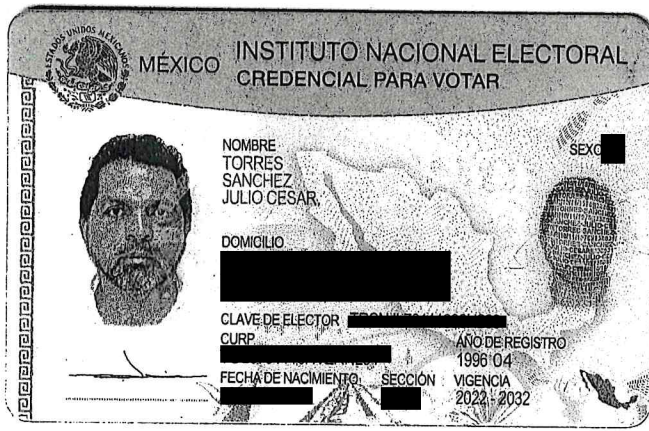 ESTADOS UNIDOS MEXICANOS
MÉXICO INSTITUTO NACIONAL ELECTORAL
CREDENCIAL PARA VOTAR
NOMBRE
TORRES
SANCHEZ
JULIO CESAR
SEXO
DOMICILIO
CLAVE DE ELECTOR
CURP
AÑO DE REGISTRO
1996 04
FECHA DE NACIMIENTO SECCIÓN VIGENCIA
2022 - 2032